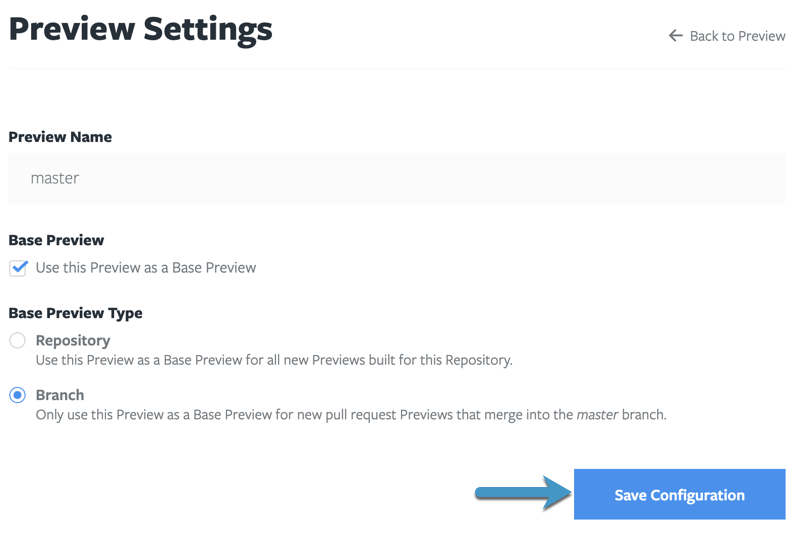 Preview Settings
Back to Preview
Preview Name
master
Base Preview
Use this Preview as a Base Preview
Base Preview Type
Repository
Use this Preview as a Base Preview for all new Previews built for this Repository.
Branch
Only use this Preview as a Base Preview for new pull request Previews that merge into the master branch.
Save Configuration